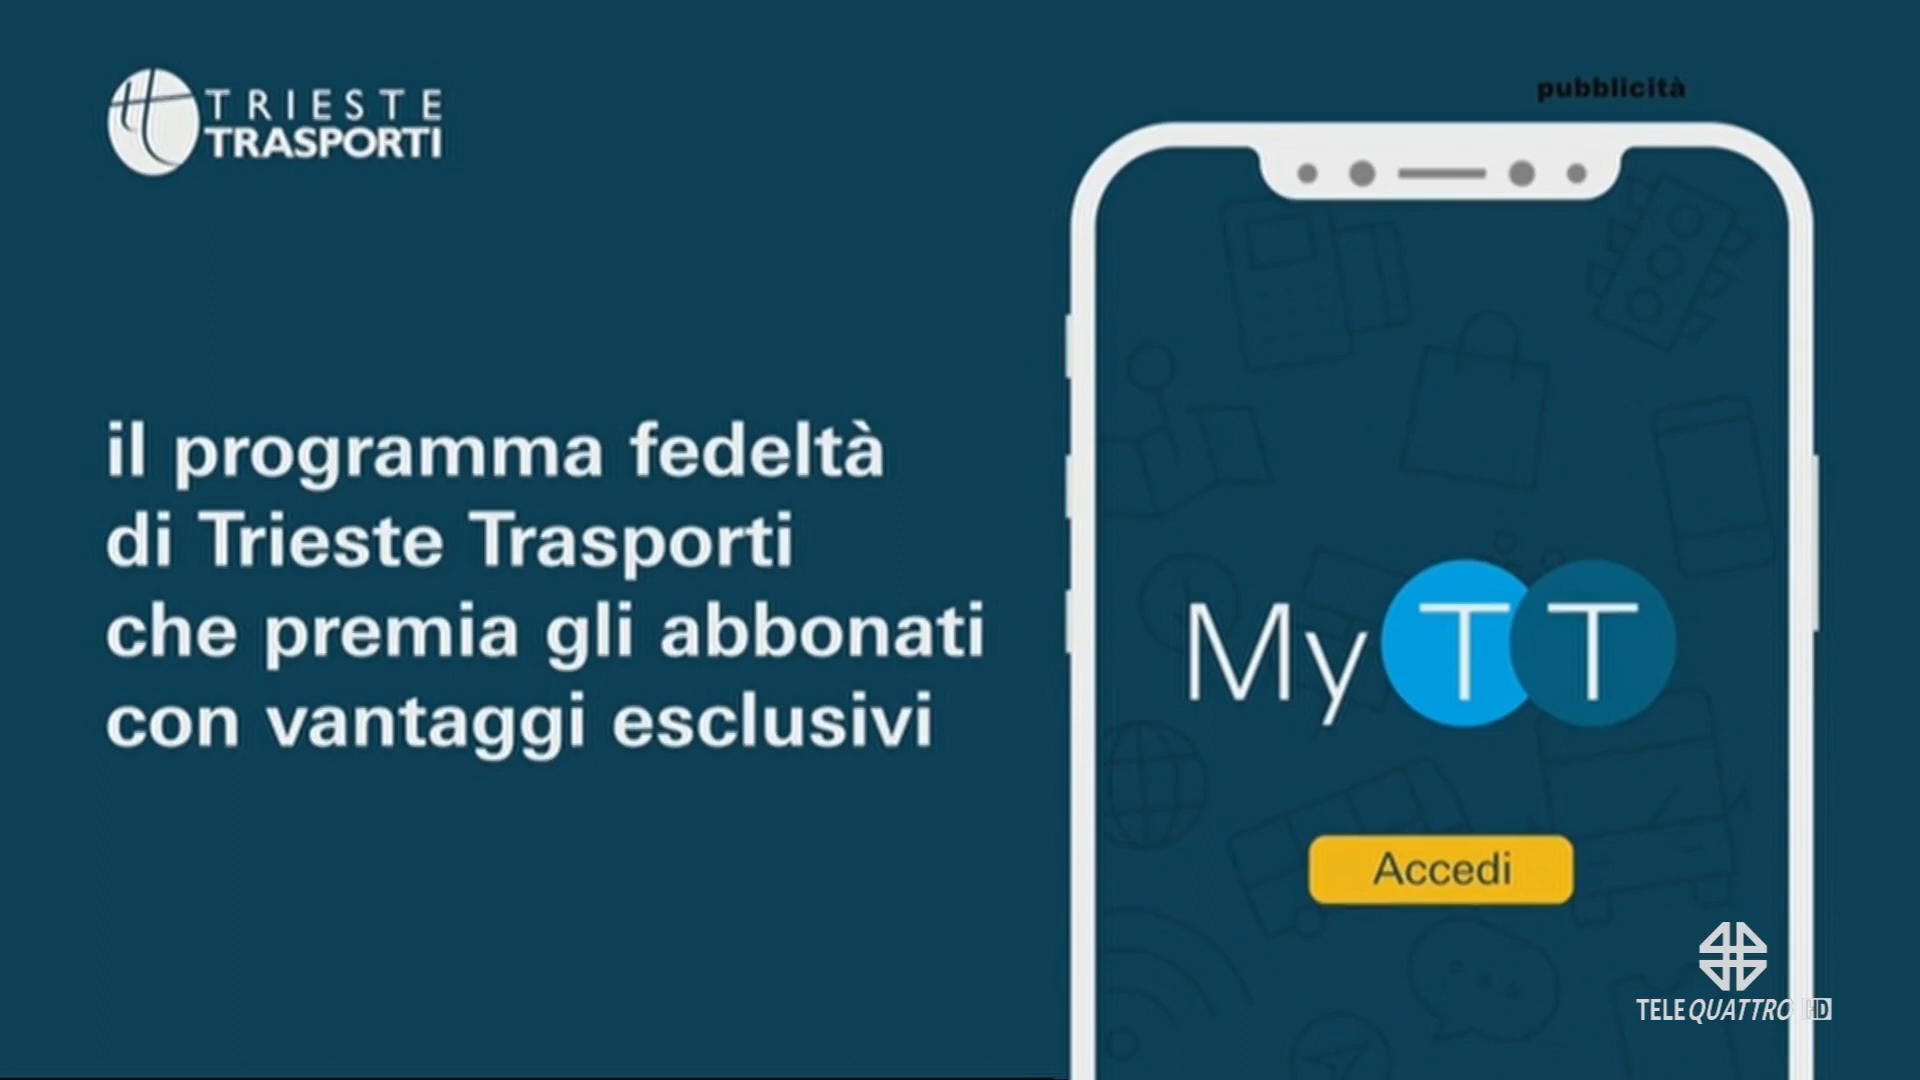 TRIESTE
TRASPORTI
pubblicità
il programma fedeltà
di Trieste Trasporti
che premia gli abbonati
con vantaggi esclusivi
My T T
Accedi
TELEQUATTRO HD